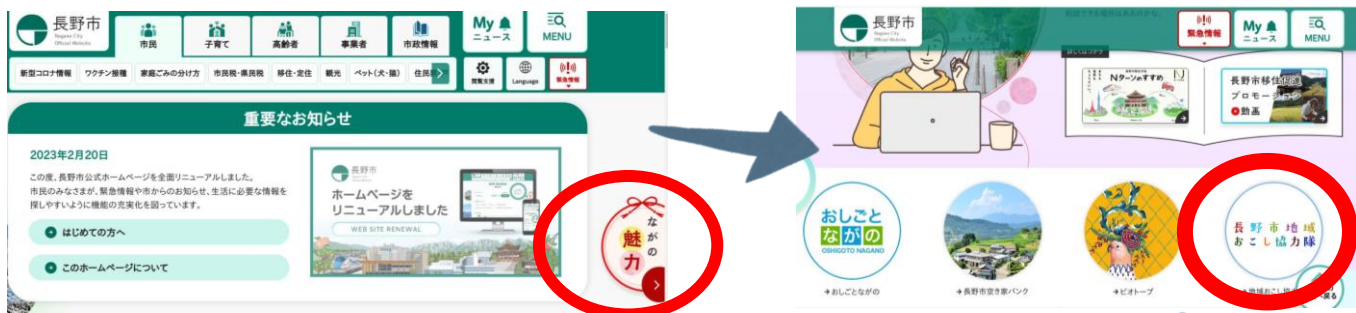 長野市
Nagano City
Official Website
市民
子育て
高齢者
事業者
市政情報
My
ニュース
MENU
新型コロナ情報
ワクチン接種
家庭ごみの分け方
市民税・県民税
移住・定住
観光
ペット(犬・猫)
住民
閲覧支援
Language
緊急情報
重要なお知らせ
2023年2月20日
この度、長野市公式ホームページを全面リニューアルしました。
市民のみなさまが、緊急情報や市からのお知らせ、生活に必要な情報を
探しやすいように機能の充実化を図っています。
はじめての方へ
このホームページについて
長野市
ホームページを
リニューアルしました
WEB SITE RENEWAL
ながの
魅力
長野市
Nagano City
Official Website
緊急情報
My
ニュース
MENU
Nターンのすすめ
長野市移住促進
プロモーション
動画
おしごと
ながの
OSHIGOTO NAGANO
長野市地域
おこし協力隊
おしごとながの
長野市空き家バンク
ビオトープ
地域おこし協
戻る